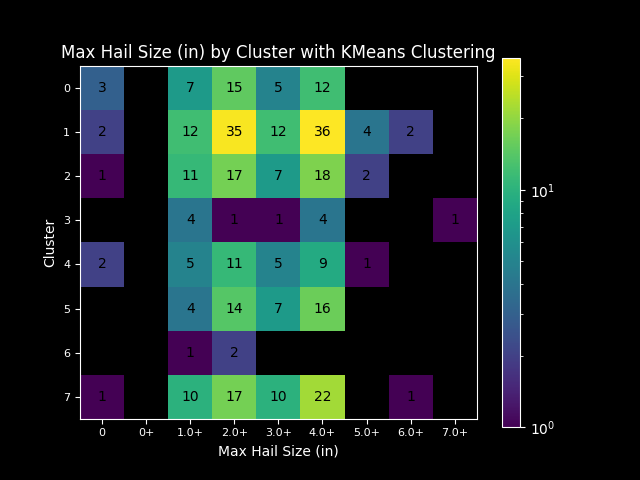 Max Hail Size (in) by Cluster with KMeans Clustering
0 3 7 15 5 12
1 2 12 35 12 36 4 2
2 1 11 17 7 18 2
3 4 1 1 4 1
4 2 5 11 5 9 1
5 4 14 7 16
6 1 2
7 1 10 17 10 22 1
0 0+ 1.0+ 2.0+ 3.0+ 4.0+ 5.0+ 6.0+ 7.0+
Max Hail Size (in)
Cluster
10¹
10⁰